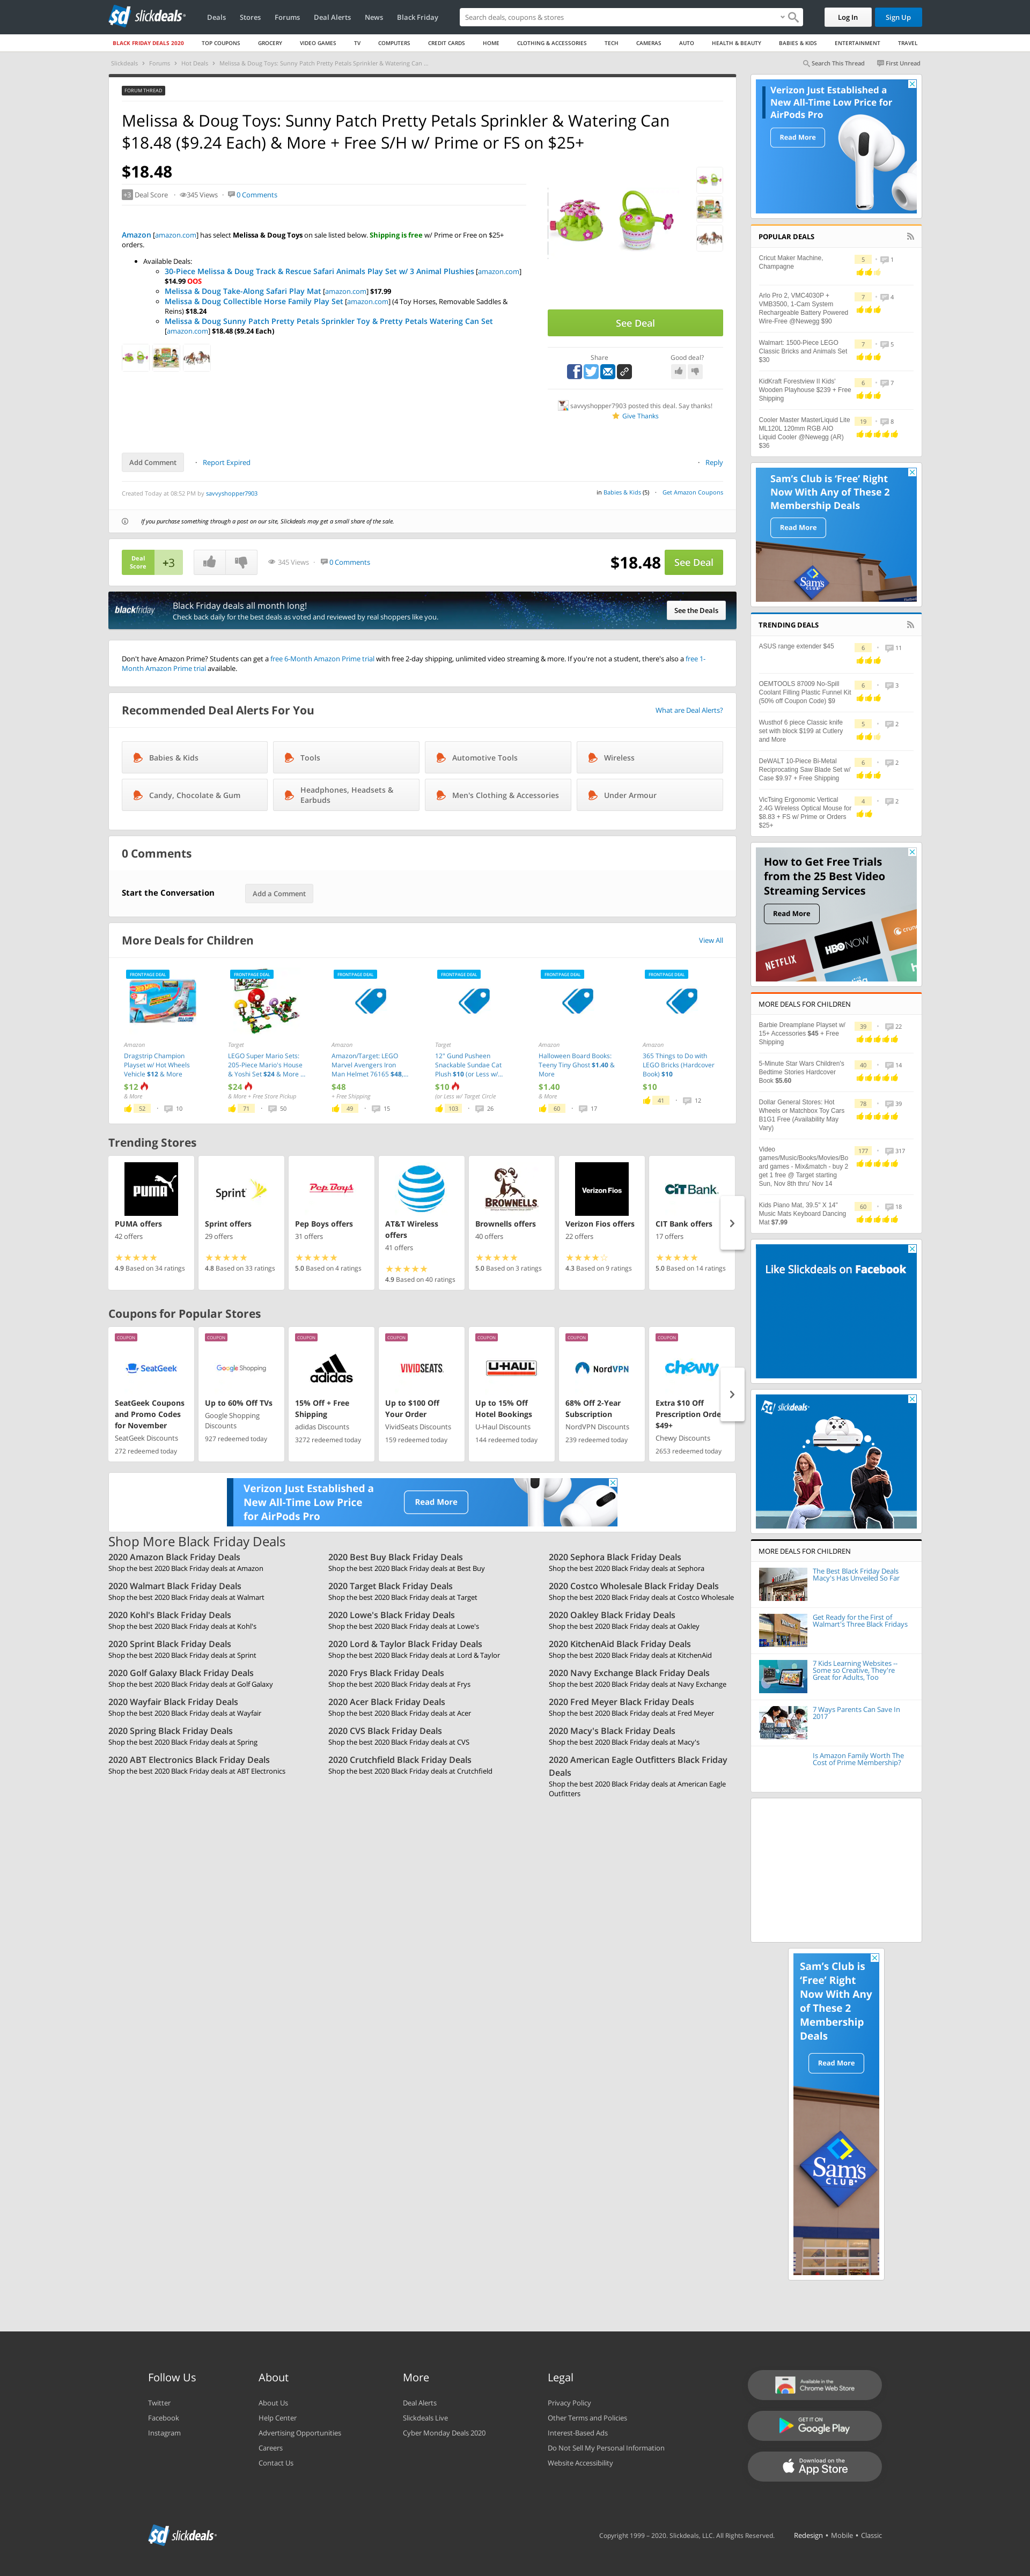 slickdeals
Deals Stores Forums Deal Alerts News Black Friday
Search deals, coupons & stores
Log In
Sign Up
BLACK FRIDAY DEALS 2020 TOP COUPONS GROCERY VIDEO GAMES TV COMPUTERS CREDIT CARDS HOME CLOTHING & ACCESSORIES TECH CAMERAS AUTO HEALTH & BEAUTY BABIES & KIDS ENTERTAINMENT TRAVEL
Slickdeals › Forums › Hot Deals › Melissa & Doug Toys: Sunny Patch Pretty Petals Sprinkler & Watering Can ...
Search This Thread First Unread
FORUM THREAD
Melissa & Doug Toys: Sunny Patch Pretty Petals Sprinkler & Watering Can
$18.48 ($9.24 Each) & More + Free S/H w/ Prime or FS on $25+
$18.48
+3 Deal Score • 345 Views • 0 Comments
Amazon [amazon.com] has select Melissa & Doug Toys on sale listed below. Shipping is free w/ Prime or Free on $25+
orders.
Available Deals:
30-Piece Melissa & Doug Track & Rescue Safari Animals Play Set w/ 3 Animal Plushies [amazon.com]
$14.99 OOS
Melissa & Doug Take-Along Safari Play Mat [amazon.com] $17.99
Melissa & Doug Collectible Horse Family Play Set [amazon.com] (4 Toy Horses, Removable Saddles &
Reins) $18.24
Melissa & Doug Sunny Patch Pretty Petals Sprinkler Toy & Pretty Petals Watering Can Set
[amazon.com] $18.48 ($9.24 Each)
See Deal
Share
Good deal?
savvyshopper7903 posted this deal. Say thanks!
Give Thanks
Add Comment • Report Expired
• Reply
Created Today at 08:52 PM by savvyshopper7903
in Babies & Kids (5) • Get Amazon Coupons
If you purchase something through a post on our site, Slickdeals may get a small share of the sale.
Deal
Score
+3
345 Views • 0 Comments
$18.48
See Deal
blackfriday
Black Friday deals all month long!
Check back daily for the best deals as voted and reviewed by real shoppers like you.
See the Deals
Don't have Amazon Prime? Students can get a free 6-Month Amazon Prime trial with free 2-day shipping, unlimited video streaming & more. If you're not a student, there's also a free 1-
Month Amazon Prime trial available.
Recommended Deal Alerts For You
What are Deal Alerts?
Babies & Kids
Tools
Automotive Tools
Wireless
Candy, Chocolate & Gum
Headphones, Headsets &
Earbuds
Men's Clothing & Accessories
Under Armour
0 Comments
Start the Conversation
Add a Comment
More Deals for Children
View All
FRONTPAGE DEAL
Amazon
Dragstrip Champion
Playset w/ Hot Wheels
Vehicle $12 & More
$12
& More
52 • 10
FRONTPAGE DEAL
Target
LEGO Super Mario Sets:
205-Piece Mario's House
& Yoshi Set $24 & More ...
$24
& More + Free Store Pickup
71 • 50
FRONTPAGE DEAL
Amazon
Amazon/Target: LEGO
Marvel Avengers Iron
Man Helmet 76165 $48,...
$48
+ Free Shipping
49 • 15
FRONTPAGE DEAL
Target
12" Gund Pusheen
Snackable Sundae Cat
Plush $10 (or Less w/...
$10
(or Less w/ Target Circle
103 • 26
FRONTPAGE DEAL
Amazon
Halloween Board Books:
Teeny Tiny Ghost $1.40 &
More
$1.40
& More
60 • 17
FRONTPAGE DEAL
Amazon
365 Things to Do with
LEGO Bricks (Hardcover
Book) $10
$10
41 • 12
Trending Stores
PUMA
PUMA offers
42 offers
4.9 Based on 34 ratings
Sprint
Sprint offers
29 offers
4.8 Based on 33 ratings
Pep Boys
Pep Boys offers
31 offers
5.0 Based on 4 ratings
AT&T Wireless
offers
41 offers
4.9 Based on 40 ratings
BROWNELLS
Brownells offers
40 offers
5.0 Based on 3 ratings
Verizon Fios
Verizon Fios offers
22 offers
4.3 Based on 9 ratings
CIT Bank
CIT Bank offers
17 offers
5.0 Based on 14 ratings
Coupons for Popular Stores
COUPON
SeatGeek
SeatGeek Coupons
and Promo Codes
for November
SeatGeek Discounts
272 redeemed today
COUPON
Google Shopping
Up to 60% Off TVs
Google Shopping
Discounts
927 redeemed today
COUPON
adidas
15% Off + Free
Shipping
adidas Discounts
3272 redeemed today
COUPON
VIVIDSEATS
Up to $100 Off
Your Order
VividSeats Discounts
159 redeemed today
COUPON
U-HAUL
Up to 15% Off
Hotel Bookings
U-Haul Discounts
144 redeemed today
COUPON
NordVPN
68% Off 2-Year
Subscription
NordVPN Discounts
239 redeemed today
COUPON
chewy
Extra $10 Off
Prescription Orde
$49+
Chewy Discounts
2653 redeemed today
Verizon Just Established a
New All-Time Low Price
for AirPods Pro
Read More
Shop More Black Friday Deals
2020 Amazon Black Friday Deals
Shop the best 2020 Black Friday deals at Amazon
2020 Walmart Black Friday Deals
Shop the best 2020 Black Friday deals at Walmart
2020 Kohl's Black Friday Deals
Shop the best 2020 Black Friday deals at Kohl's
2020 Sprint Black Friday Deals
Shop the best 2020 Black Friday deals at Sprint
2020 Golf Galaxy Black Friday Deals
Shop the best 2020 Black Friday deals at Golf Galaxy
2020 Wayfair Black Friday Deals
Shop the best 2020 Black Friday deals at Wayfair
2020 Spring Black Friday Deals
Shop the best 2020 Black Friday deals at Spring
2020 ABT Electronics Black Friday Deals
Shop the best 2020 Black Friday deals at ABT Electronics
2020 Best Buy Black Friday Deals
Shop the best 2020 Black Friday deals at Best Buy
2020 Target Black Friday Deals
Shop the best 2020 Black Friday deals at Target
2020 Lowe's Black Friday Deals
Shop the best 2020 Black Friday deals at Lowe's
2020 Lord & Taylor Black Friday Deals
Shop the best 2020 Black Friday deals at Lord & Taylor
2020 Frys Black Friday Deals
Shop the best 2020 Black Friday deals at Frys
2020 Acer Black Friday Deals
Shop the best 2020 Black Friday deals at Acer
2020 CVS Black Friday Deals
Shop the best 2020 Black Friday deals at CVS
2020 Crutchfield Black Friday Deals
Shop the best 2020 Black Friday deals at Crutchfield
2020 Sephora Black Friday Deals
Shop the best 2020 Black Friday deals at Sephora
2020 Costco Wholesale Black Friday Deals
Shop the best 2020 Black Friday deals at Costco Wholesale
2020 Oakley Black Friday Deals
Shop the best 2020 Black Friday deals at Oakley
2020 KitchenAid Black Friday Deals
Shop the best 2020 Black Friday deals at KitchenAid
2020 Navy Exchange Black Friday Deals
Shop the best 2020 Black Friday deals at Navy Exchange
2020 Fred Meyer Black Friday Deals
Shop the best 2020 Black Friday deals at Fred Meyer
2020 Macy's Black Friday Deals
Shop the best 2020 Black Friday deals at Macy's
2020 American Eagle Outfitters Black Friday
Deals
Shop the best 2020 Black Friday deals at American Eagle
Outfitters
Verizon Just Established a
New All-Time Low Price for
AirPods Pro
Read More
POPULAR DEALS
Cricut Maker Machine,
Champagne
5 • 1
Arlo Pro 2, VMC4030P +
VMB3500, 1-Cam System
Rechargeable Battery Powered
Wire-Free @Newegg $90
7 • 4
Walmart: 1500-Piece LEGO
Classic Bricks and Animals Set
$30
7 • 5
KidKraft Forestview II Kids'
Wooden Playhouse $239 + Free
Shipping
6 • 7
Cooler Master MasterLiquid Lite
ML120L 120mm RGB AIO
Liquid Cooler @Newegg (AR)
$36
19 • 8
Sam's Club is 'Free' Right
Now With Any of These 2
Membership Deals
Read More
Sam's
TRENDING DEALS
ASUS range extender $45
6 • 11
OEMTOOLS 87009 No-Spill
Coolant Filling Plastic Funnel Kit
(50% off Coupon Code) $9
6 • 3
Wusthof 6 piece Classic knife
set with block $199 at Cutlery
and More
5 • 2
DeWALT 10-Piece Bi-Metal
Reciprocating Saw Blade Set w/
Case $9.97 + Free Shipping
6 • 2
VicTsing Ergonomic Vertical
2.4G Wireless Optical Mouse for
$8.83 + FS w/ Prime or Orders
$25+
4 • 2
How to Get Free Trials
from the 25 Best Video
Streaming Services
Read More
NETFLIX
HBO NOW
crunc
MORE DEALS FOR CHILDREN
Barbie Dreamplane Playset w/
15+ Accessories $45 + Free
Shipping
39 • 22
5-Minute Star Wars Children's
Bedtime Stories Hardcover
Book $5.60
40 • 14
Dollar General Stores: Hot
Wheels or Matchbox Toy Cars
B1G1 Free (Availability May
Vary)
78 • 39
Video
games/Music/Books/Movies/Bo
ard games - Mix&match - buy 2
get 1 free @ Target starting
Sun, Nov 8th thru' Nov 14
177 • 317
Kids Piano Mat, 39.5" X 14"
Music Mats Keyboard Dancing
Mat $7.99
60 • 18
Like Slickdeals on Facebook
slickdeals
MORE DEALS FOR CHILDREN
The Best Black Friday Deals
Macy's Has Unveiled So Far
Get Ready for the First of
Walmart's Three Black Fridays
7 Kids Learning Websites --
Some so Creative, They're
Great for Adults, Too
7 Ways Parents Can Save In
2017
Is Amazon Family Worth The
Cost of Prime Membership?
Sam's Club is
'Free' Right
Now With Any
of These 2
Membership
Deals
Read More
Sam's
CLUB
Follow Us
Twitter
Facebook
Instagram
About
About Us
Help Center
Advertising Opportunities
Careers
Contact Us
More
Deal Alerts
Slickdeals Live
Cyber Monday Deals 2020
Legal
Privacy Policy
Other Terms and Policies
Interest-Based Ads
Do Not Sell My Personal Information
Website Accessibility
Available in the
Chrome Web Store
GET IT ON
Google Play
Download on the
App Store
slickdeals
Copyright 1999 – 2020. Slickdeals, LLC. All Rights Reserved.
Redesign • Mobile • Classic